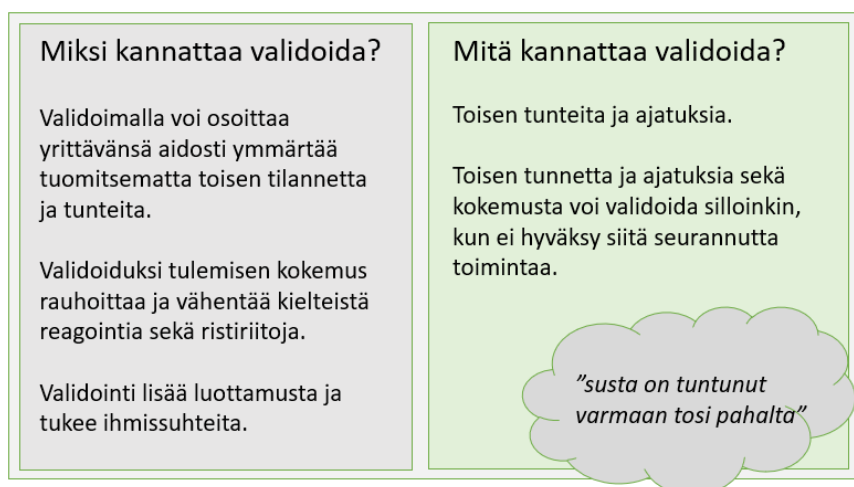 Miksi kannattaa validoida?
Validoimalla voi osoittaa
yrittävänsä aidosti ymmärtää
tuomitsematta toisen tilannetta
ja tunteita.
Validoiduksi tulemisen kokemus
rauhoittaa ja vähentää kielteistä
reagointia sekä ristiriitoja.
Validointi lisää luottamusta ja
tukee ihmissuhteita.
Mitä kannattaa validoida?
Toisen tunteita ja ajatuksia.
Toisen tunnetta ja ajatuksia sekä
kokemusta voi validoida silloinkin,
kun ei hyväksy siitä seurannutta
toimintaa.
”susta on tuntunut
varmaan tosi pahalta”